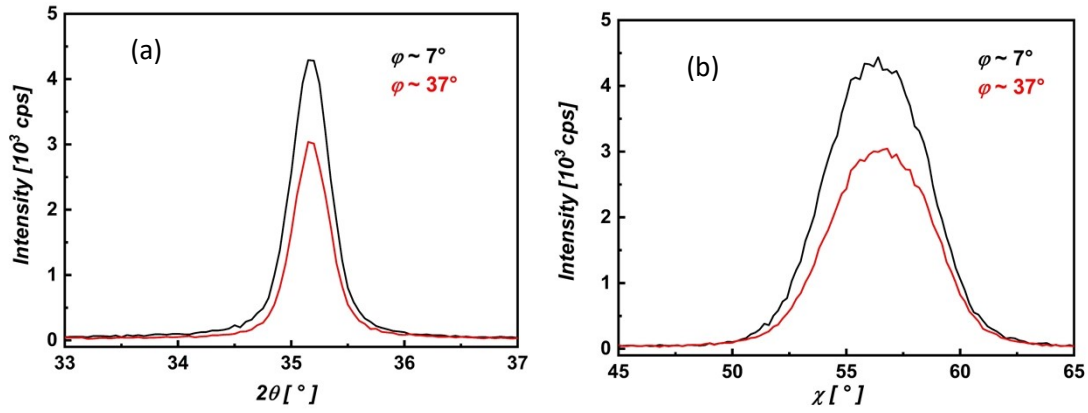 (a)
φ ~ 7°
φ ~ 37°
Intensity [10³ cps]
5
4
3
2
1
0
33
34
35
36
37
2θ [ ° ]
(b)
φ ~ 7°
φ ~ 37°
Intensity [10³ cps]
5
4
3
2
1
0
45
50
55
60
65
χ [ ° ]